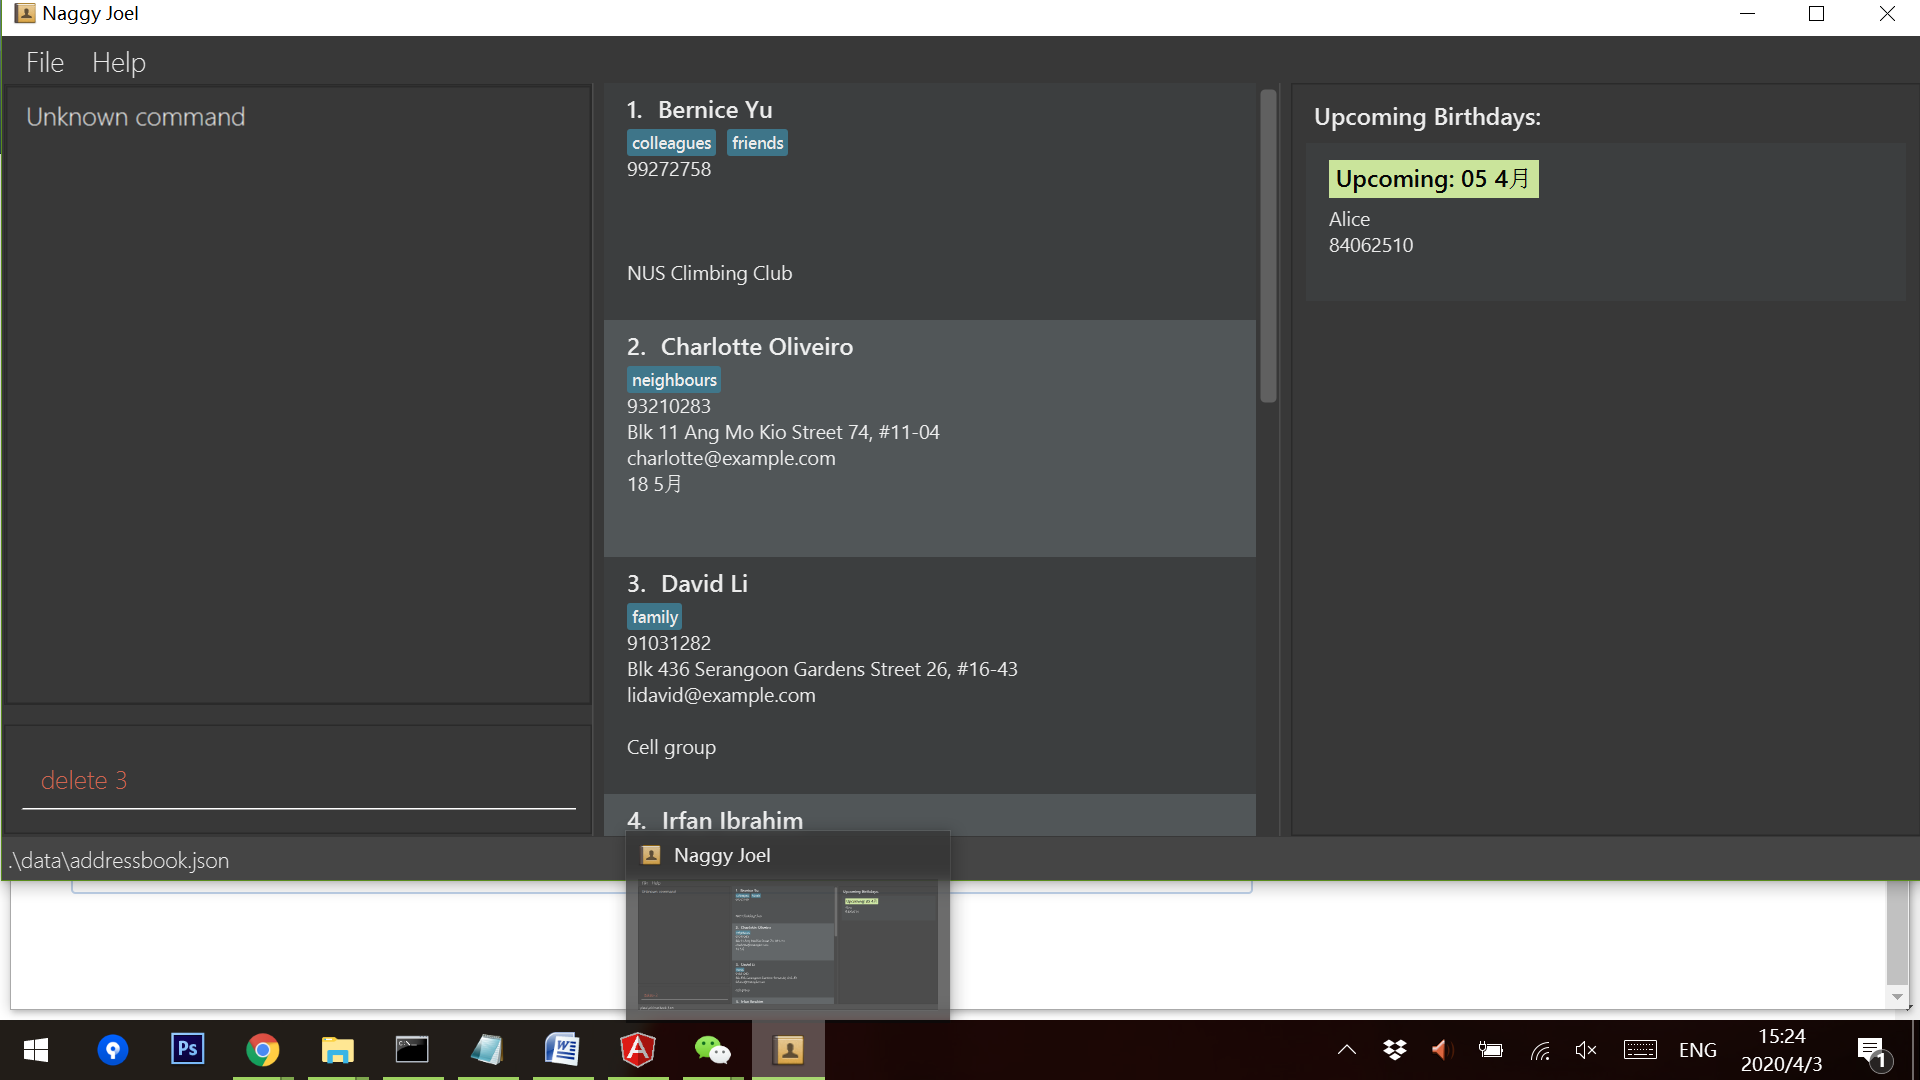 Naggy Joel
File Help
Unknown command
delete 3
.\data\addressbook.json
1. Bernice Yu
colleagues friends
99272758
NUS Climbing Club
2. Charlotte Oliveiro
neighbours
93210283
Blk 11 Ang Mo Kio Street 74, #11-04
charlotte@example.com
18 5月
3. David Li
family
91031282
Blk 436 Serangoon Gardens Street 26, #16-43
lidavid@example.com
Cell group
4. Irfan Ibrahim
Upcoming Birthdays:
Upcoming: 05 4月
Alice
84062510
Naggy Joel
Ps
ENG
15:24
2020/4/3
1